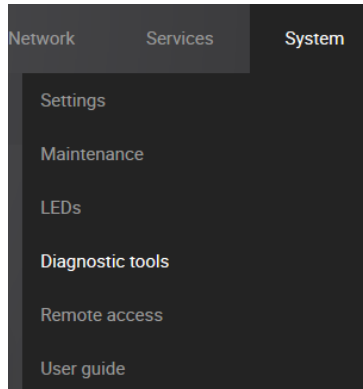 Network Services System
Settings
Maintenance
LEDs
Diagnostic tools
Remote access
User guide